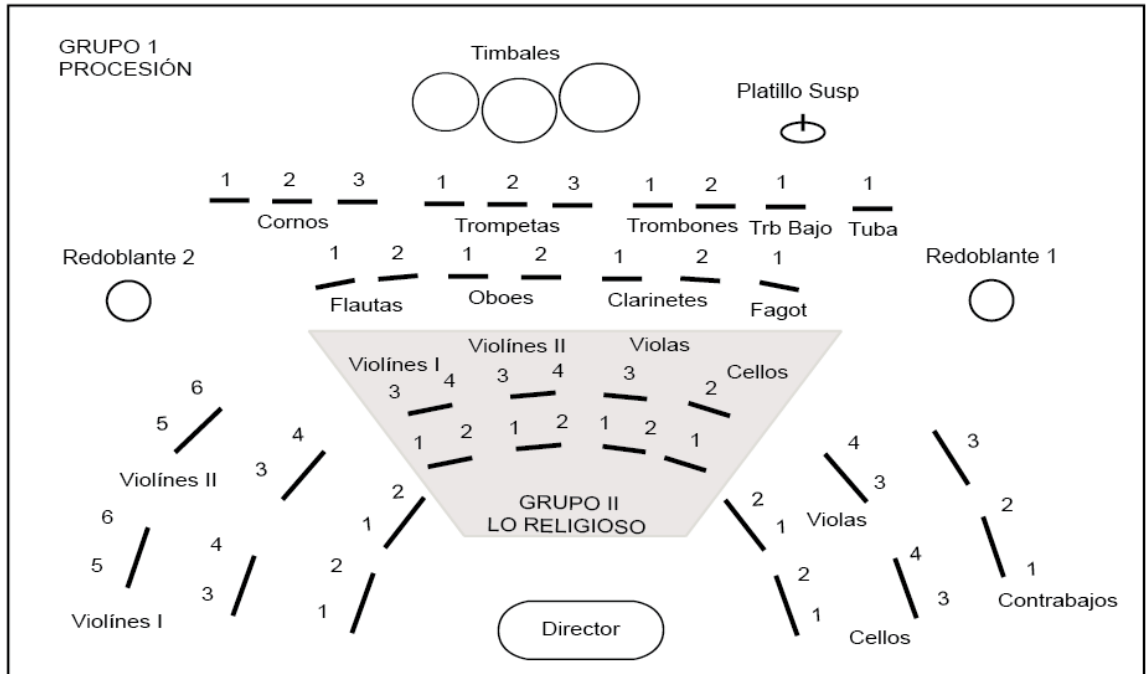 GRUPO 1
PROCESIÓN
Timbales
Platillo Susp
1 2 3 1 2 3 1 2 1 1
Cornos Trompetas Trombones Trb Bajo Tuba
Redoblante 2 1 2 1 2 1 2 1 Redoblante 1
Flautas Oboes Clarinetes Fagot
Violínes I Violínes II Violas Cellos
3 4 3 4 3 2
1 2 1 2 1 2 1
GRUPO II
LO RELIGIOSO
5 6
Violínes II
3 4
1 2
5 6
Violínes I
3 4
1 2
2 1
4 3
Violas
3
2 1
Contrabajos
2 1
4 3
Cellos
Director